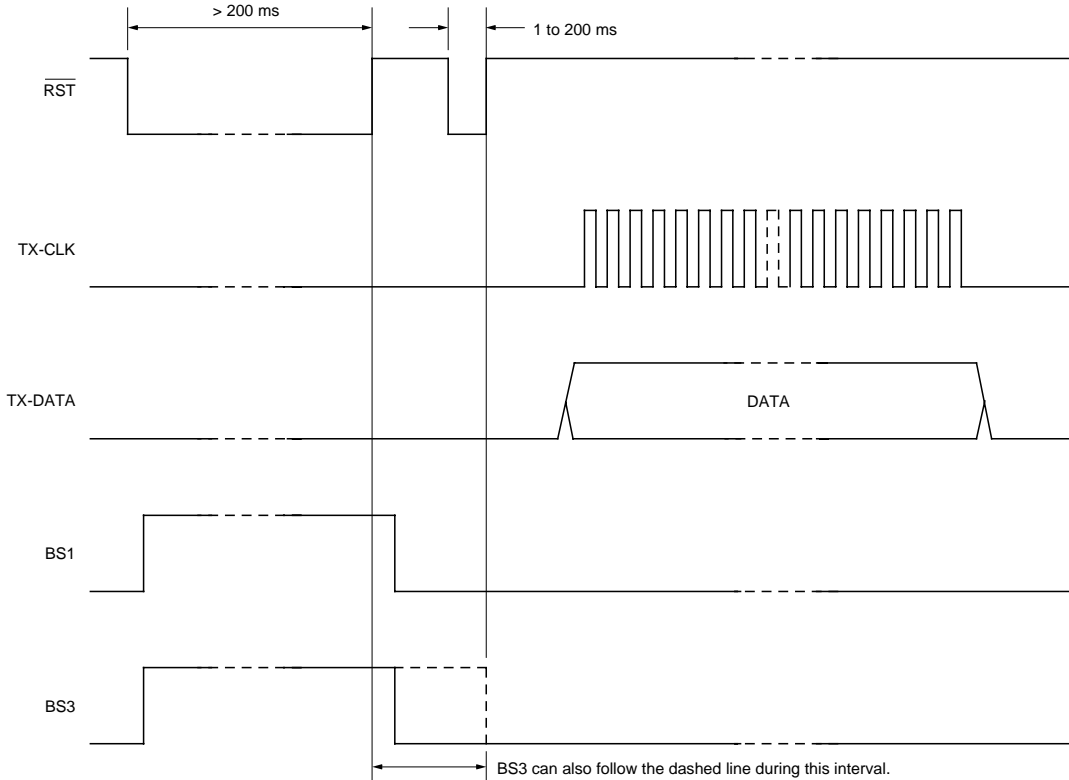 > 200 ms
1 to 200 ms
RST
TX-CLK
TX-DATA
DATA
BS1
BS3
BS3 can also follow the dashed line during this interval.